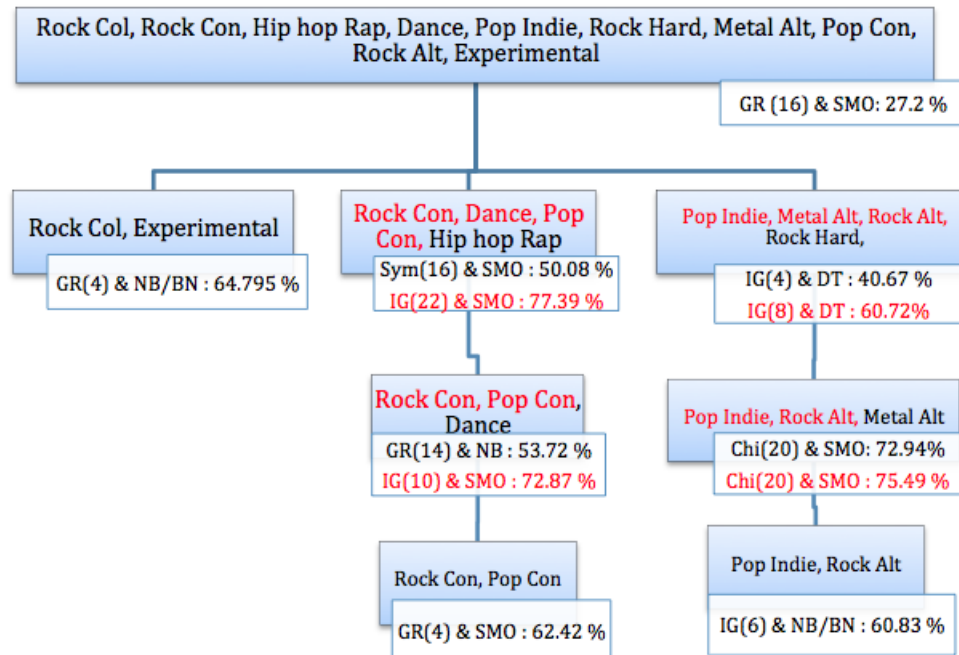 Rock Col, Rock Con, Hip hop Rap, Dance, Pop Indie, Rock Hard, Metal Alt, Pop Con,
Rock Alt, Experimental
GR (16) & SMO: 27.2 %
Rock Col, Experimental
GR(4) & NB/BN : 64.795 %
Rock Con, Dance, Pop
Con, Hip hop Rap
Sym(16) & SMO : 50.08 %
IG(22) & SMO : 77.39 %
Pop Indie, Metal Alt, Rock Alt,
Rock Hard,
IG(4) & DT : 40.67 %
IG(8) & DT : 60.72%
Rock Con, Pop Con,
Dance
GR(14) & NB : 53.72 %
IG(10) & SMO : 72.87 %
Pop Indie, Rock Alt, Metal Alt
Chi(20) & SMO: 72.94%
Chi(20) & SMO : 75.49 %
Rock Con, Pop Con
GR(4) & SMO : 62.42 %
Pop Indie, Rock Alt
IG(6) & NB/BN : 60.83 %